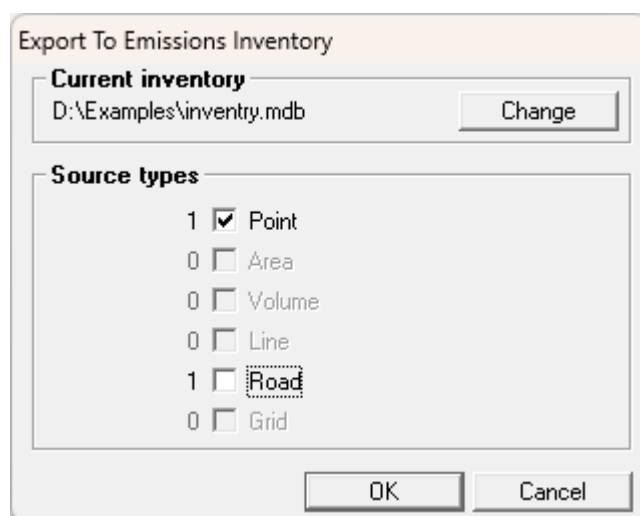 Export To Emissions Inventory
Current inventory
D:\Examples\inventry.mdb
Change
Source types
1 Point
0 Area
0 Volume
0 Line
1 Road
0 Grid
OK
Cancel